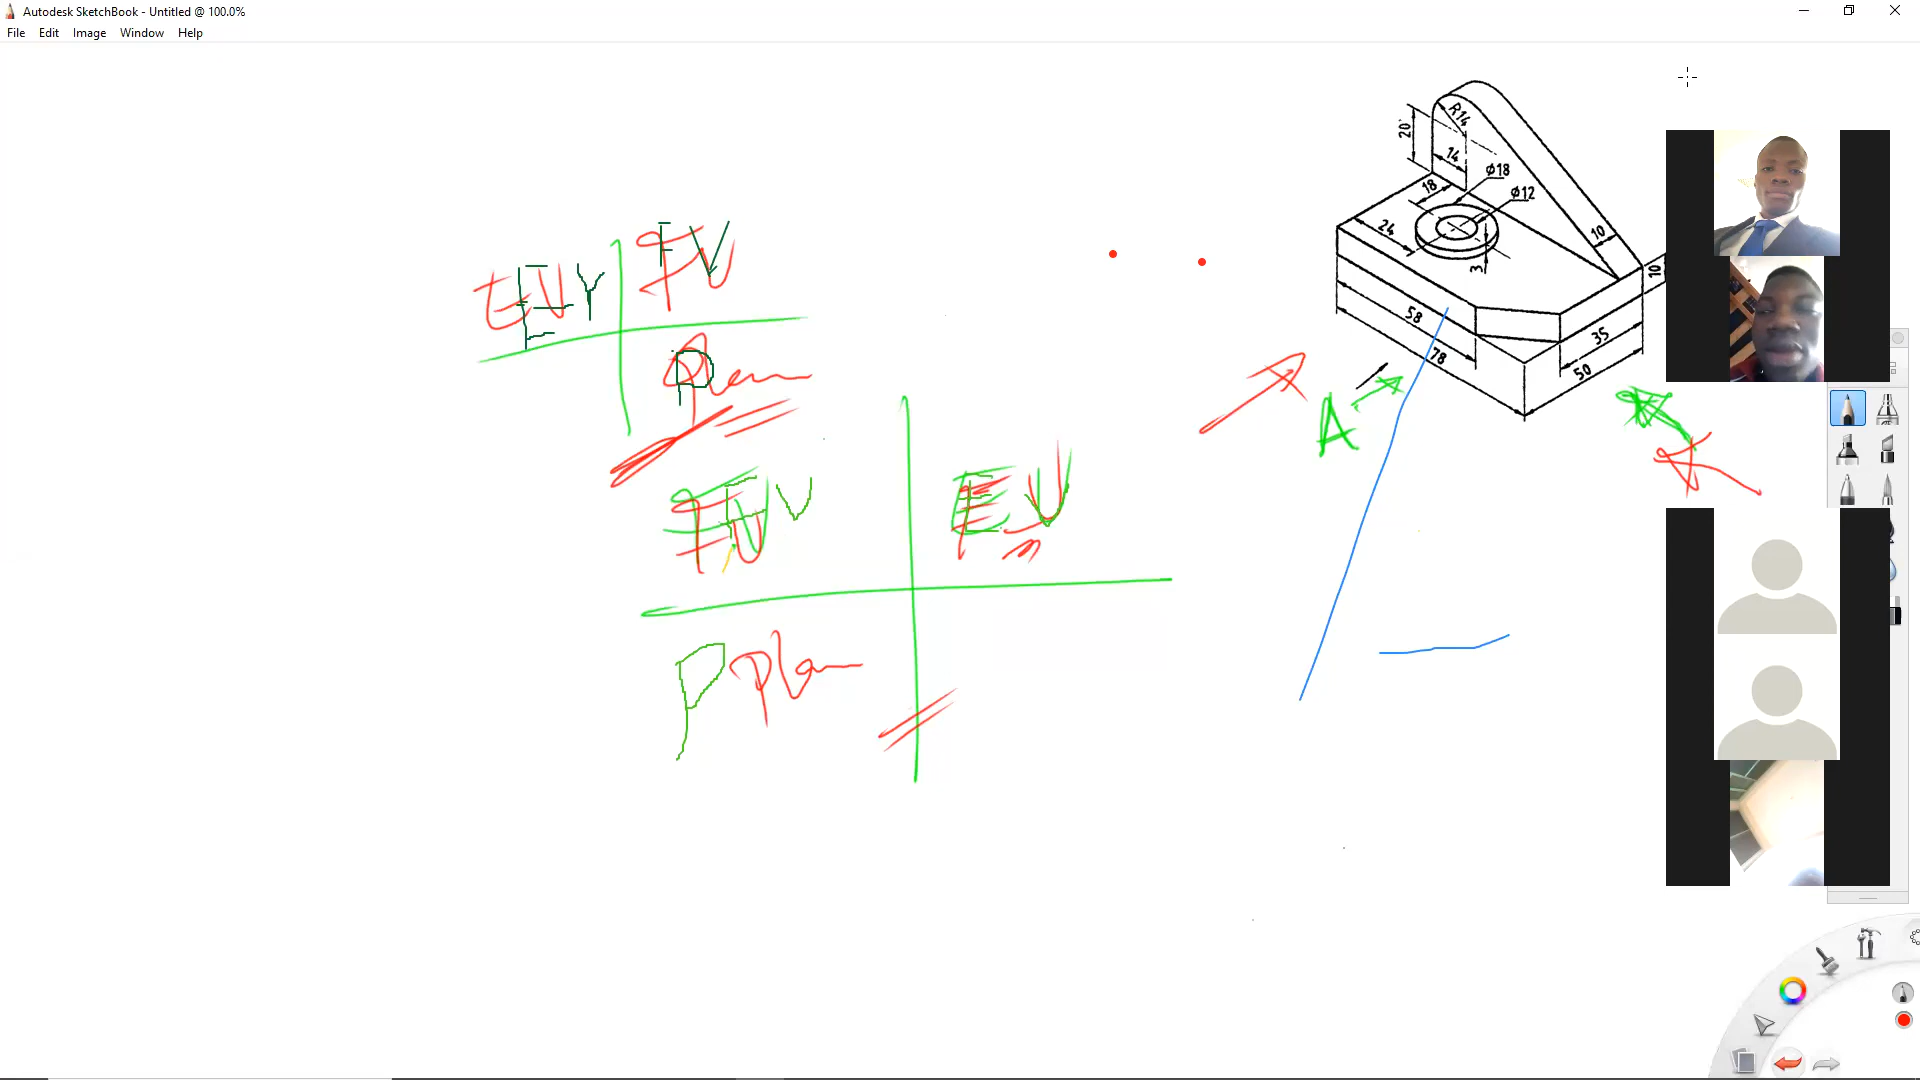 Autodesk SketchBook - Untitled @ 100.0%
File Edit Image Window Help
R14
20
14
Ø18
18
Ø12
24
10
3
10
58
35
78
50
A
EV
FV
Plan
P
FV
EV
P Plan